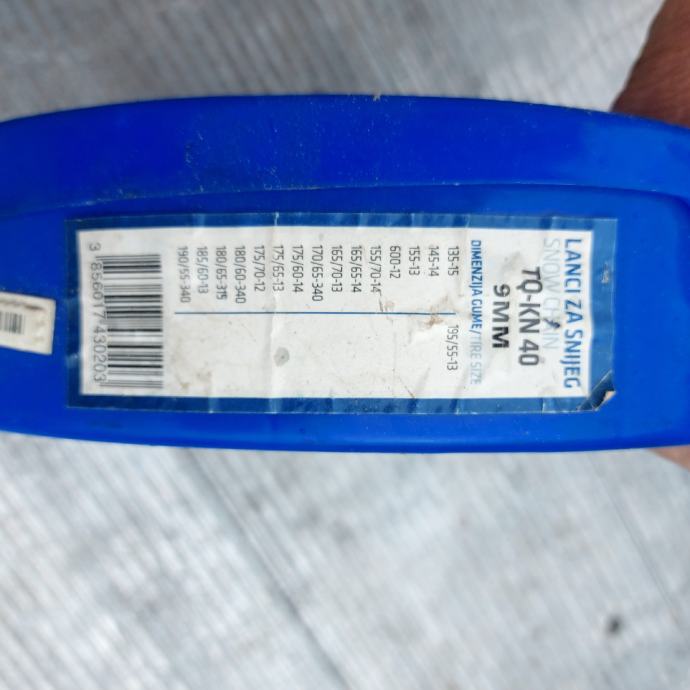 LANCI ZA SNIJEG
SNOW CHAIN
TQ-KN 40
9MM
DIMENZIJA GUME/TIRE SIZE
135-15 195/55-13
145-14
155-13
600F-12
155/70-14
165/65-14
165/70-13
170/65-340
175/60-14
175/65-13
175/70-12
180/60-340
180/65-315
185/60-13
190/55-340
3 856017 430203